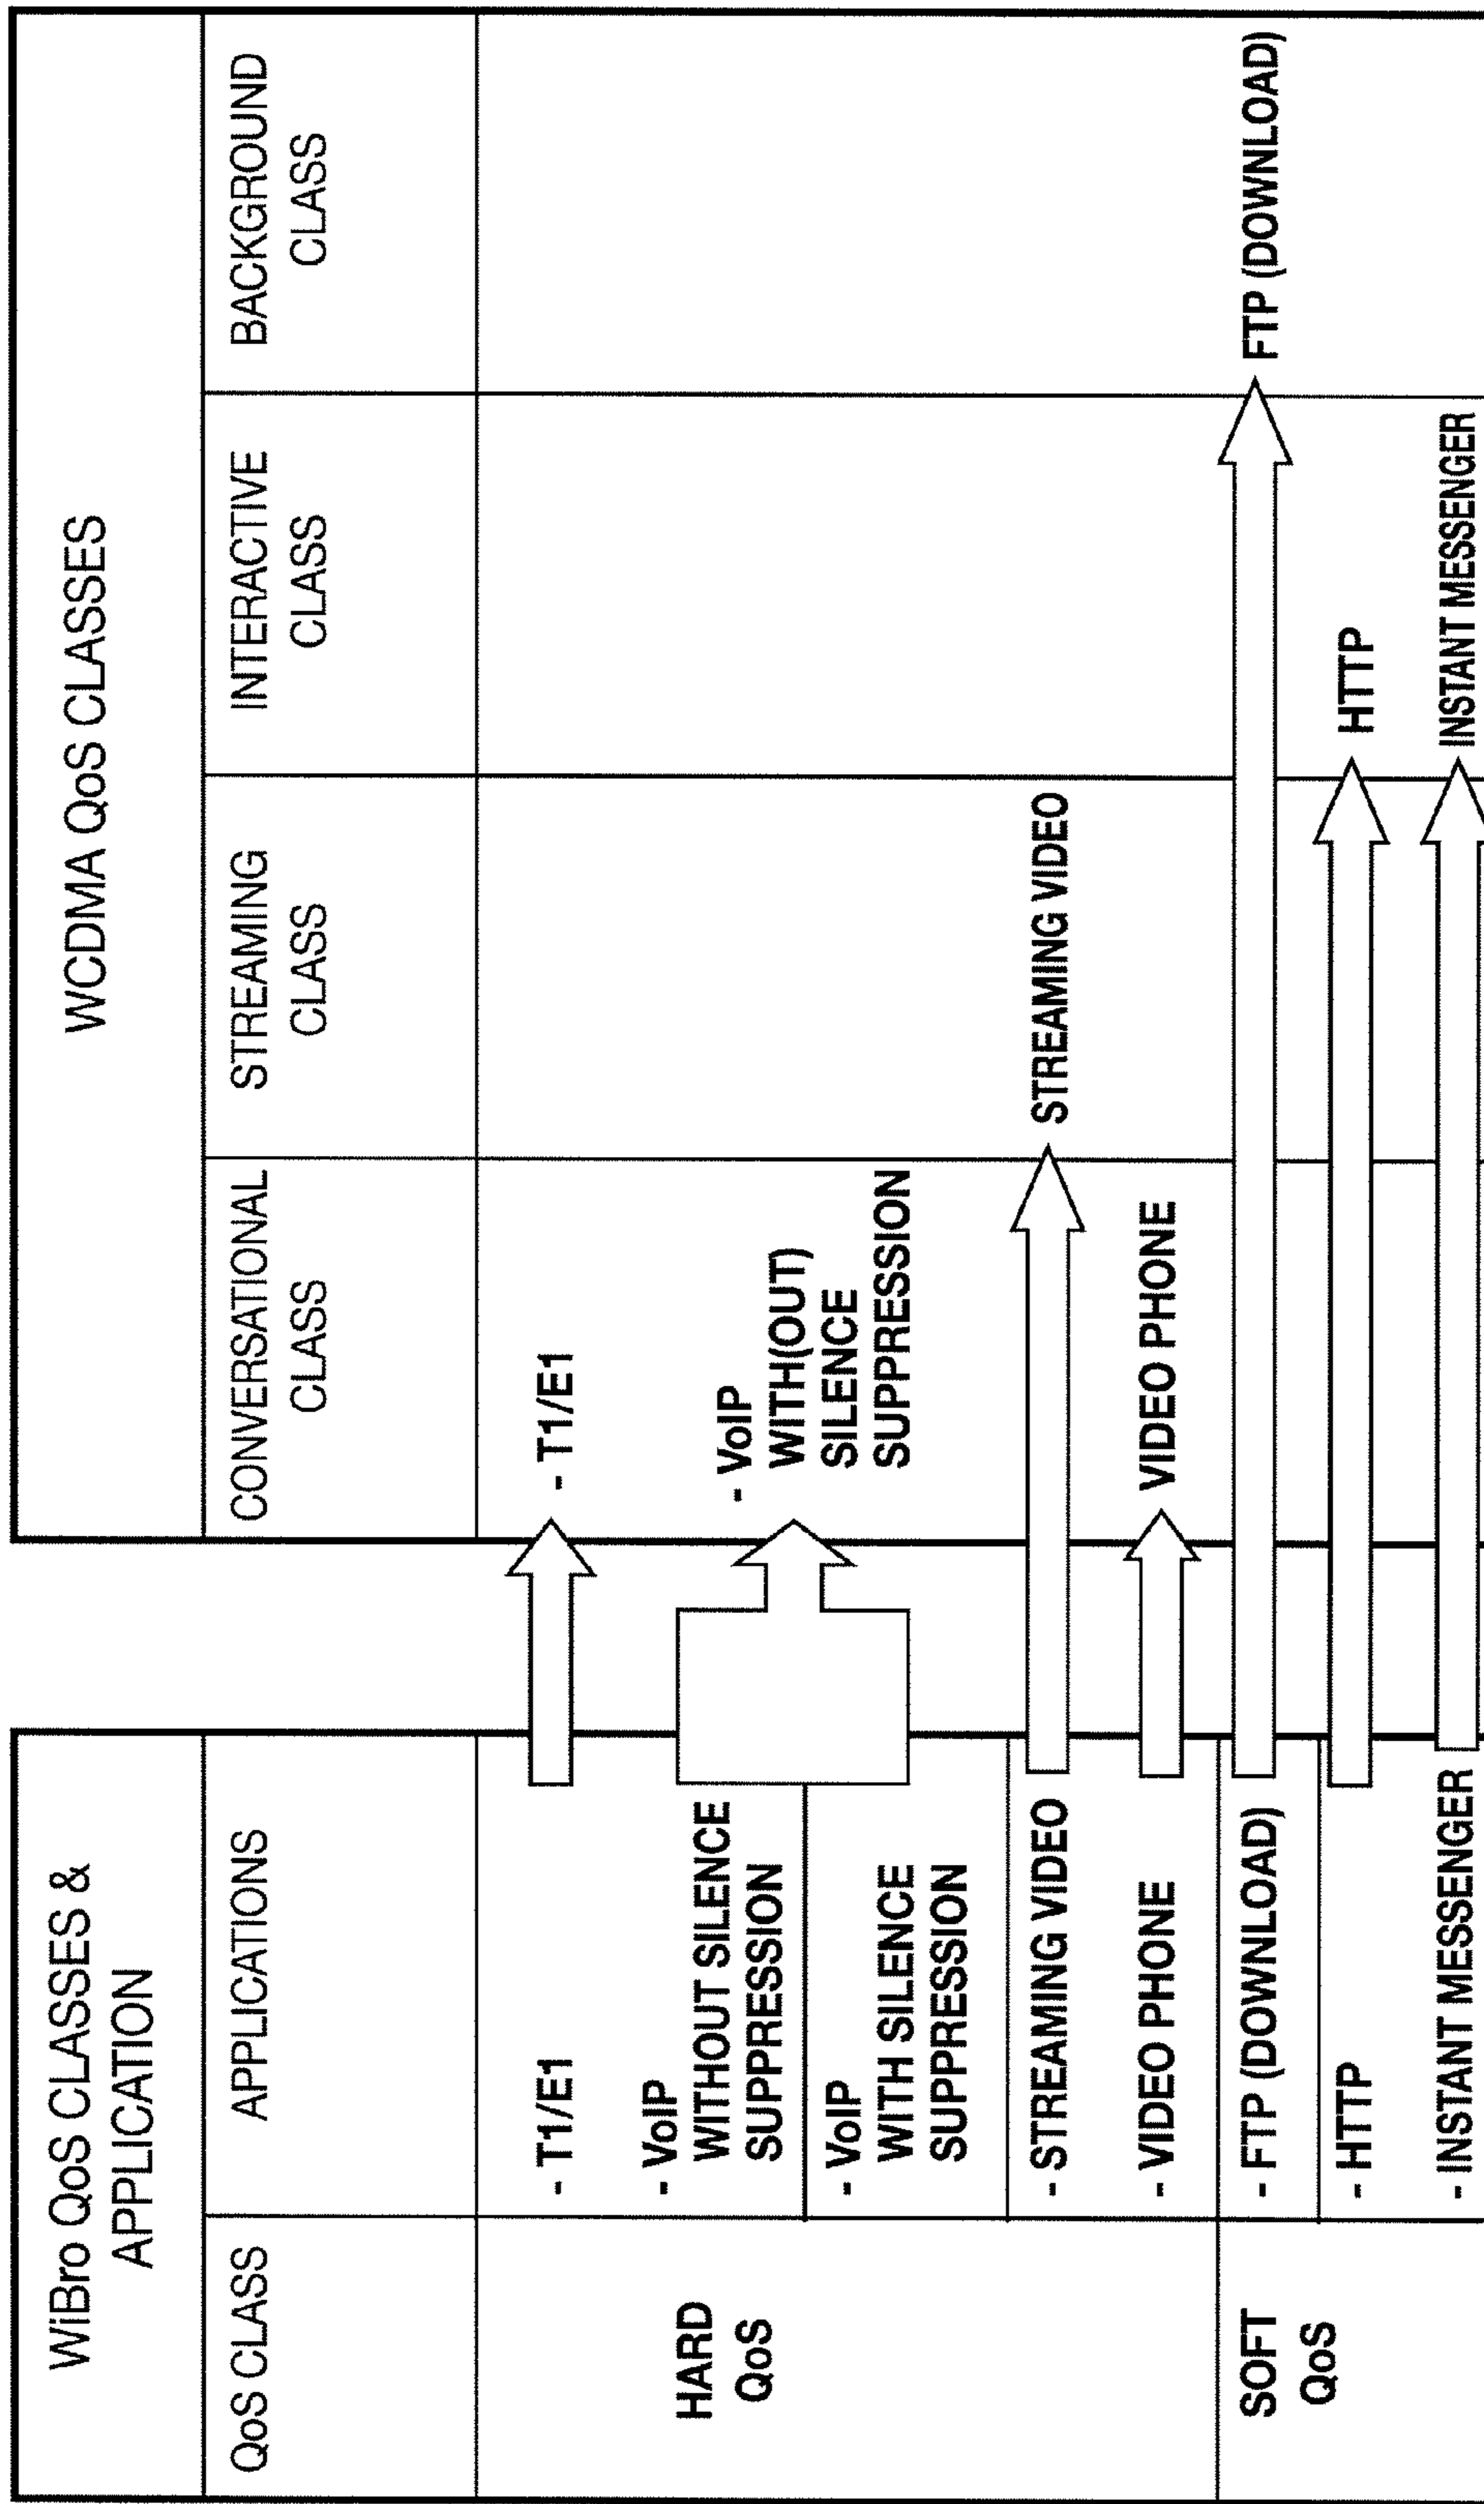 WiBro QoS CLASSES &
APPLICATION
QoS CLASS
APPLICATIONS
HARD
QoS
- T1/E1
- VoIP
WITHOUT SILENCE
SUPPRESSION
- VoIP
WITH SILENCE
SUPPRESSION
- STREAMING VIDEO
- VIDEO PHONE
SOFT
QoS
- FTP (DOWNLOAD)
- HTTP
- INSTANT MESSENGER
WCDMA QoS CLASSES
CONVERSATIONAL
CLASS
STREAMING
CLASS
INTERACTIVE
CLASS
BACKGROUND
CLASS
- T1/E1
- VoIP
WITH(OUT)
SILENCE
SUPPRESSION
STREAMING VIDEO
VIDEO PHONE
FTP (DOWNLOAD)
HTTP
INSTANT MESSENGER